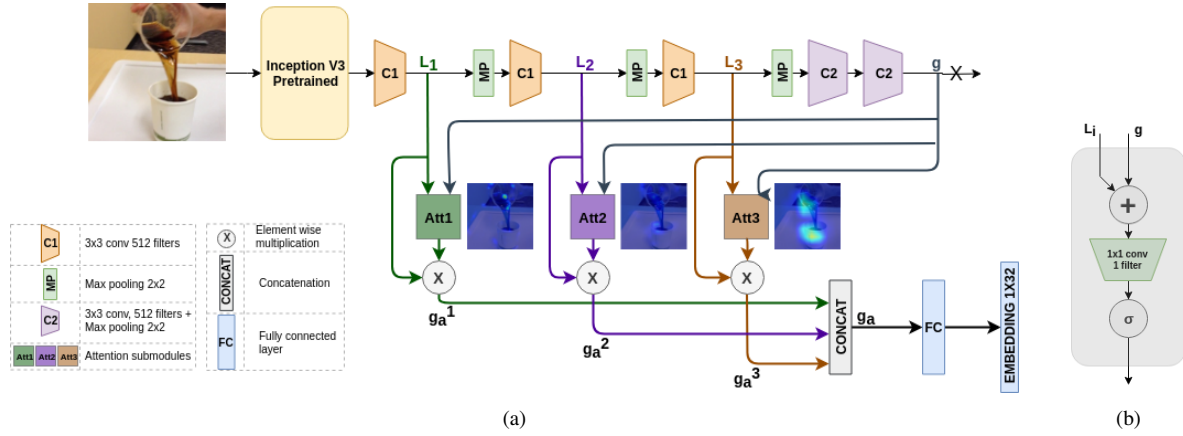 Inception V3
Pretrained
C1
L1
MP
C1
L2
MP
C1
L3
MP
C2
C2
g
X
Att1
Att2
Att3
X
X
X
ga1
ga2
ga3
CONCAT
ga
FC
EMBEDDING 1X32
C1
3x3 conv 512 filters
MP
Max pooling 2x2
C2
3x3 conv, 512 filters +
Max pooling 2x2
Att1 Att2 Att3
Attention submodules
X
Element wise
multiplication
CONCAT
Concatenation
FC
Fully connected
layer
(a)
Li
g
+
1x1 conv
1 filter
σ
(b)